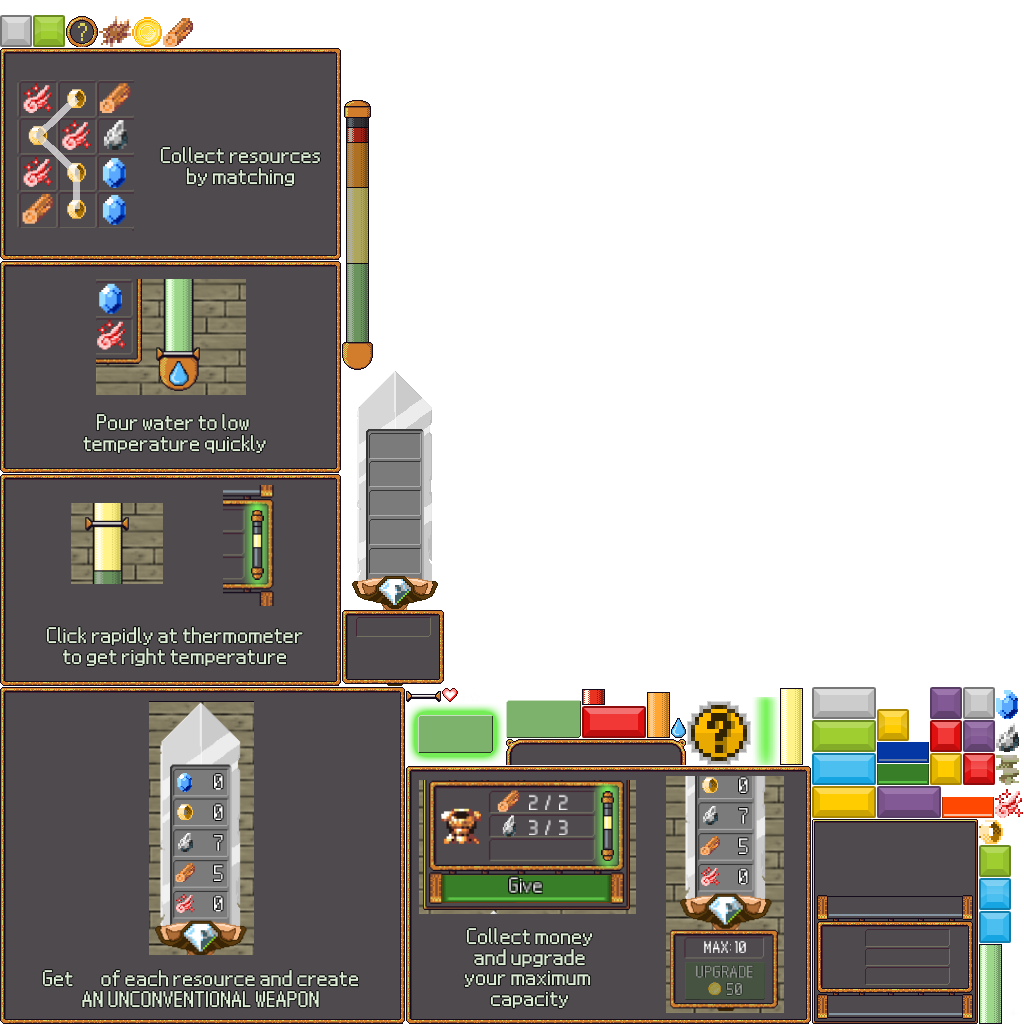 ?
Collect resources
by matching
Pour water to low
temperature quickly
Click rapidly at thermometer
to get right temperature
0
0
7
5
0
Get of each resource and create
AN UNCONVENTIONAL WEAPON
?
2/2
3/3
Give
Collect money
and upgrade
your maximum
capacity
0
7
5
0
MAX:10
UPGRADE
50